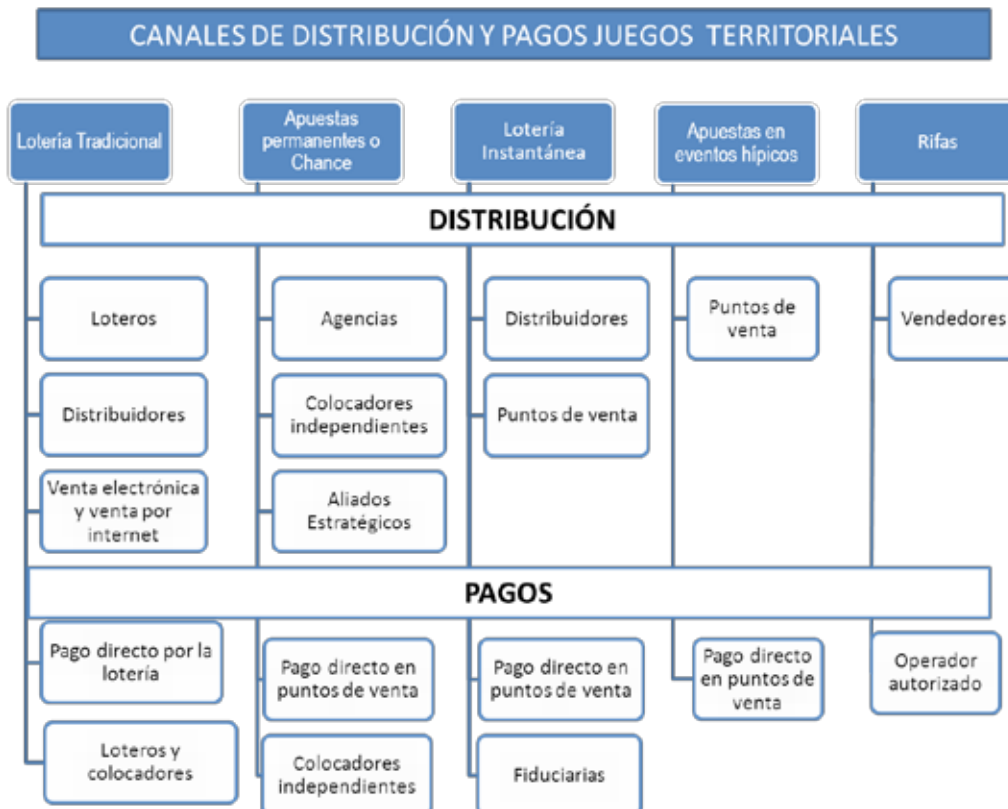 CANALES DE DISTRIBUCIÓN Y PAGOS JUEGOS TERRITORIALES
Lotería Tradicional
Apuestas
permanentes o
Chance
Lotería
Instantánea
Apuestas en
eventos hípicos
Rifas
DISTRIBUCIÓN
Loteros
Agencias
Distribuidores
Puntos de
venta
Vendedores
Distribuidores
Colocadores
independientes
Puntos de venta
Venta electrónica
y venta por
internet
Aliados
Estratégicos
PAGOS
Pago directo por la
lotería
Pago directo en
puntos de venta
Pago directo en
puntos de venta
Pago directo
en puntos de
venta
Operador
autorizado
Loteros y
colocadores
Colocadores
independientes
Fiduciarias